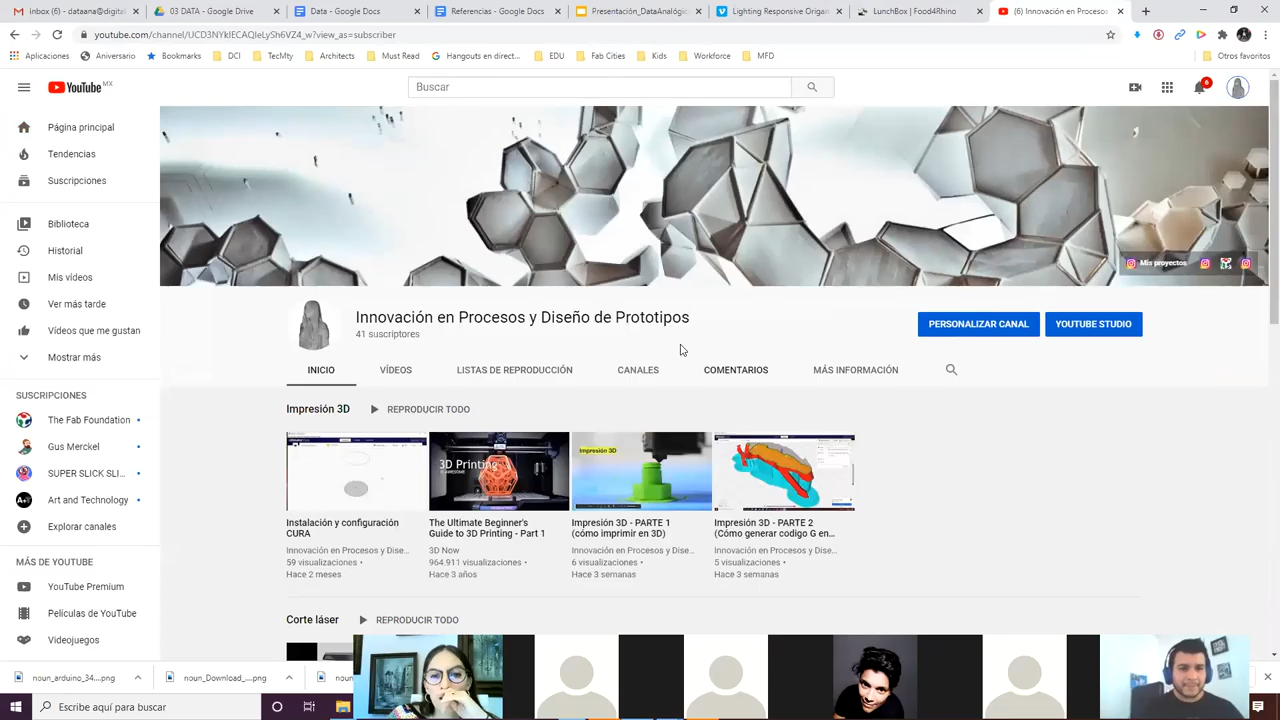 Inbox (6) - dataana@digital
03 DATA - Google Drive
Data - Google Docs
Referencias - Google Docs
Presentación_DataAnalóg
Lighting Responsive Origam
LunchBox | Food4Rhino
(6) Innovación en Procesos
youtube.com/channel/UCD3NYkIECAQIeLySh6VZ4_w?view_as=subscriber
Aplicaciones
Aniversario
Bookmarks
DCI
TecMty
Architects
Must Read
Hangouts en direct...
EDU
Fab Cities
Kids
Workforce
MFD
Otros favoritos
YouTube MX
Buscar
6
Página principal
Tendencias
Suscripciones
Biblioteca
Historial
Mis vídeos
Ver más tarde
Vídeos que me gustan
Mostrar más
SUSCRIPCIONES
The Fab Foundation
Gus Merckel
SUPER SLICK SLI...
Art and Technology
Explorar canales
MÁS DE YOUTUBE
YouTube Premium
Películas de YouTube
Videojuegos
Mis proyectos
Innovación en Procesos y Diseño de Prototipos
41 suscriptores
PERSONALIZAR CANAL
YOUTUBE STUDIO
INICIO
VÍDEOS
LISTAS DE REPRODUCCIÓN
CANALES
COMENTARIOS
MÁS INFORMACIÓN
Impresión 3D
REPRODUCIR TODO
3D Printing
Impresión 3D
Instalación y configuración
CURA
Innovación en Procesos y Dise...
59 visualizaciones •
Hace 2 meses
The Ultimate Beginner's
Guide to 3D Printing - Part 1
3D Now
964.911 visualizaciones •
Hace 3 años
Impresión 3D - PARTE 1
(cómo imprimir en 3D)
Innovación en Procesos y Dise...
6 visualizaciones •
Hace 3 semanas
Impresión 3D - PARTE 2
(Cómo generar codigo G en...
Innovación en Procesos y Dise...
5 visualizaciones •
Hace 3 semanas
Corte láser
REPRODUCIR TODO
noun_arduino_34....png
noun_Download_....png
noun
Escribe aquí para buscar